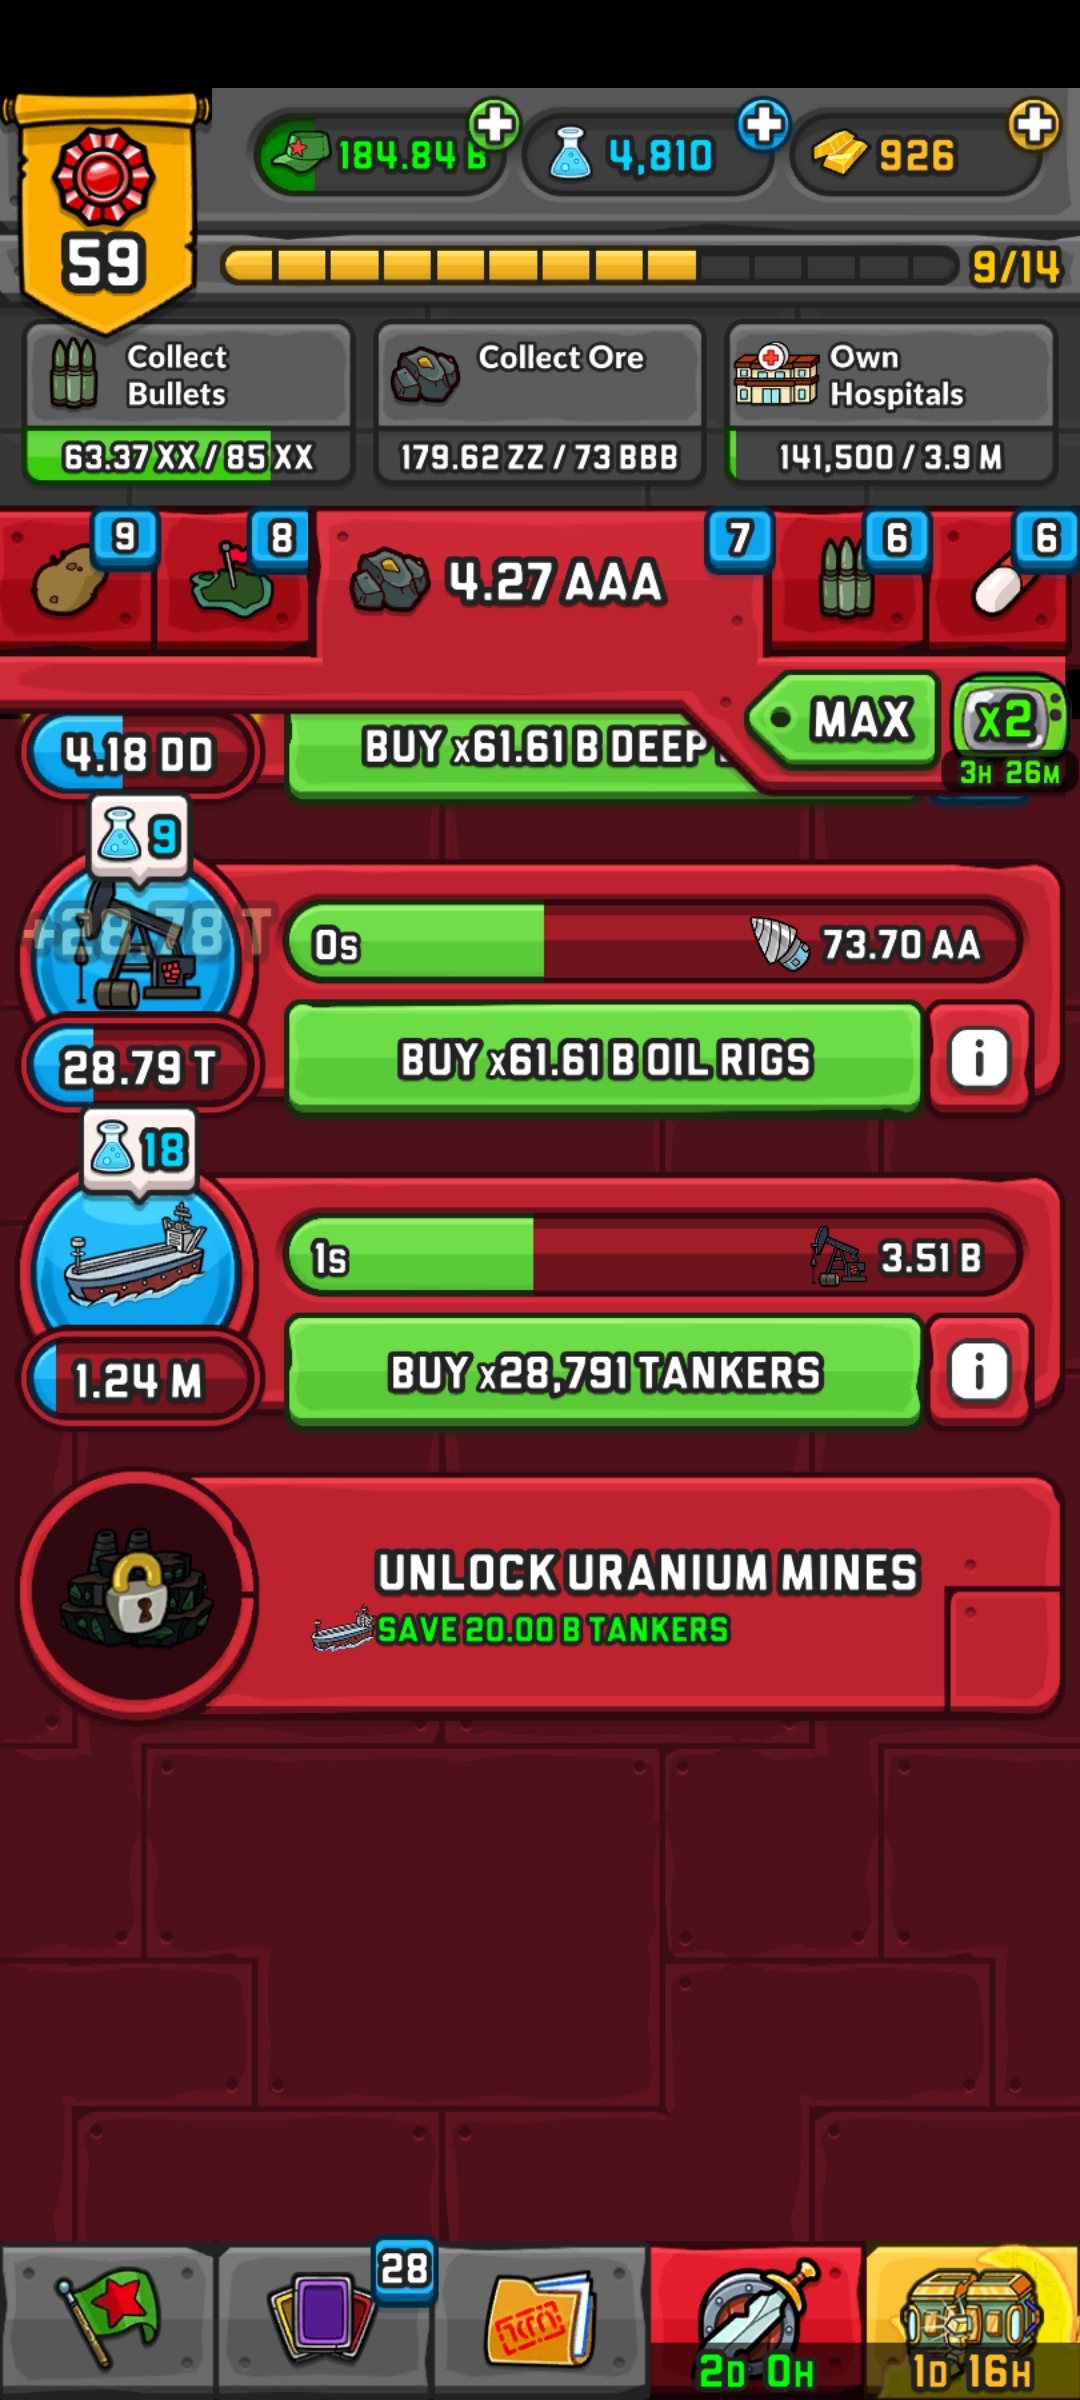 184.84 B
4,810
926
59
9/14
Collect
Bullets
63.37 XX / 85 XX
Collect Ore
179.62 ZZ / 73 BBB
Own
Hospitals
141,500 / 3.9 M
9
8
4.27 AAA
7
6
6
MAX
x2
3H 26M
4.18 DD
BUY x61.61 B DEEP
9
+28.78 T
0s
73.70 AA
28.79 T
BUY x61.61 B OIL RIGS
i
18
1s
3.51 B
1.24 M
BUY x28,791 TANKERS
i
UNLOCK URANIUM MINES
SAVE 20.00 B TANKERS
28
2D 0H
1D 16H